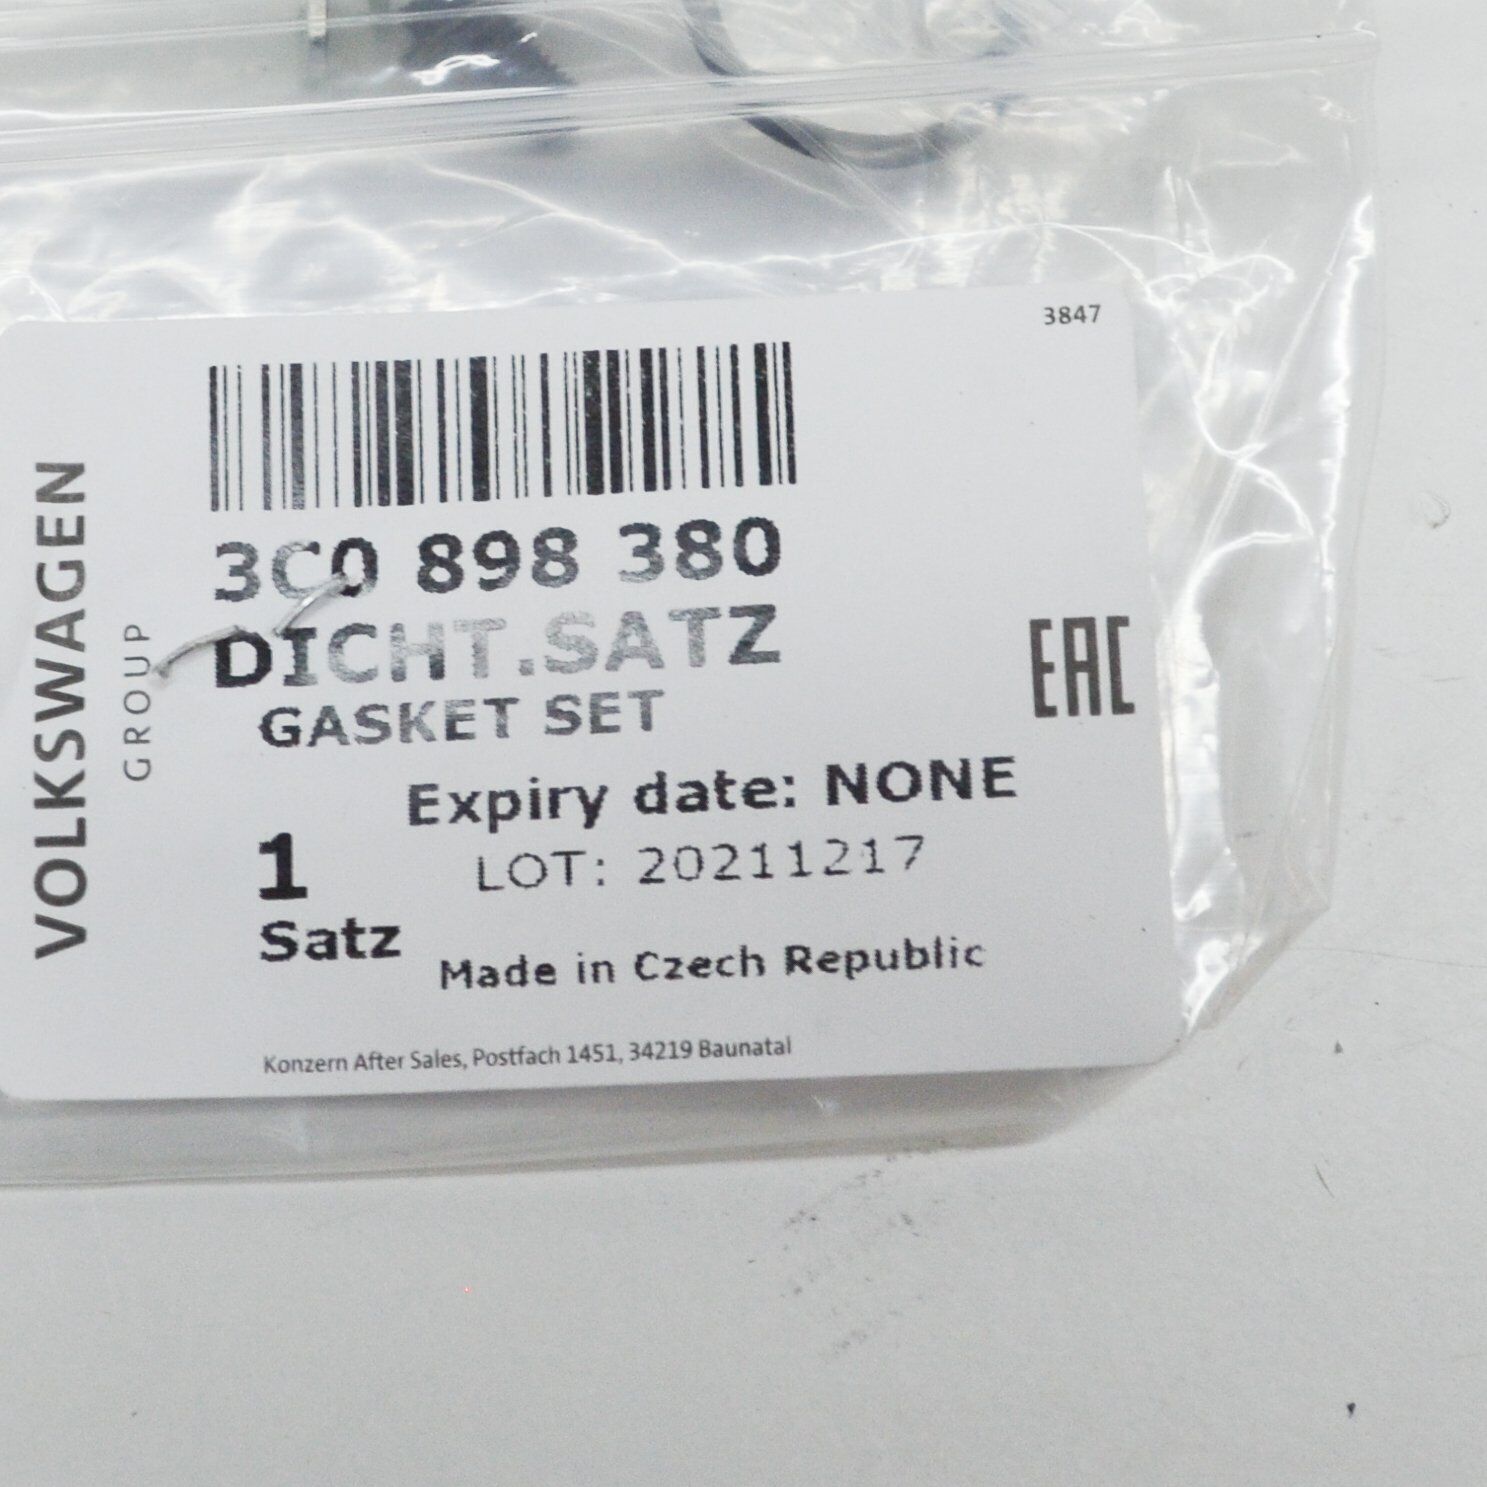 3847
VOLKSWAGEN
GROUP
3C0 898 380
DICHT.SATZ
GASKET SET
EAC
Expiry date: NONE
1
LOT: 20211217
Satz
Made in Czech Republic
Konzern After Sales, Postfach 1451, 34219 Baunatal